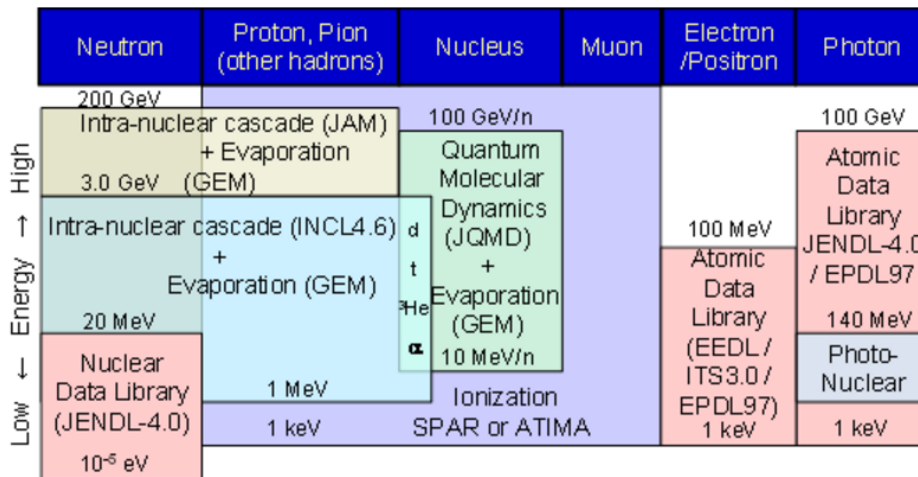 Neutron
Proton, Pion
(other hadrons)
Nucleus
Muon
Electron
/Positron
Photon
Low ← Energy → High
200 GeV
Intra-nuclear cascade (JAM)
+ Evaporation
(GEM)
3.0 GeV
Intra-nuclear cascade (INCL4.6)
+
Evaporation (GEM)
20 MeV
Nuclear
Data Library
(JENDL-4.0)
10⁻⁵ eV
1 MeV
1 keV
d
t
³He
α
100 GeV/n
Quantum
Molecular
Dynamics
(JQMD)
+
Evaporation
(GEM)
10 MeV/n
Ionization
SPAR or ATIMA
100 MeV
Atomic
Data
Library
(EEDL /
ITS3.0 /
EPDL97)
1 keV
100 GeV
Atomic
Data
Library
JENDL-4.0
/ EPDL97
140 MeV
Photo-
Nuclear
1 keV